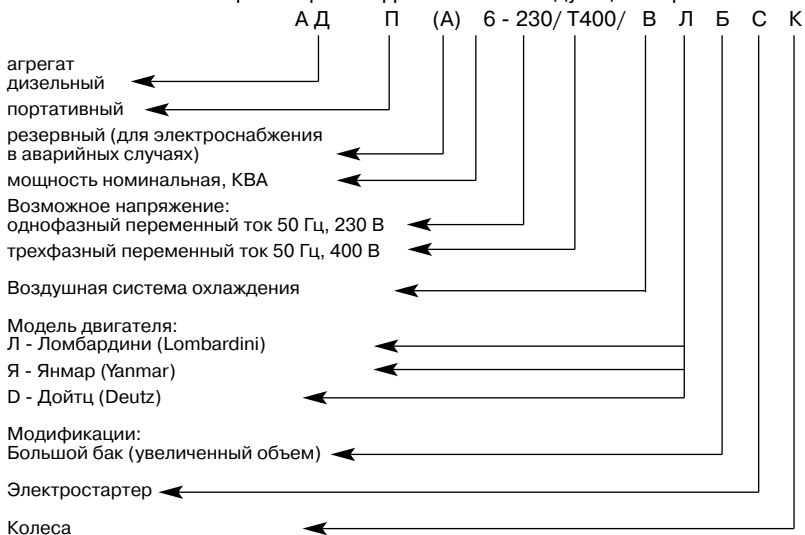 А Д П (А) 6 - 230/ Т400/ В Л Б С К
агрегат
дизельный
портативный
резервный (для электроснабжения
в аварийных случаях)
мощность номинальная, КВА
Возможное напряжение:
однофазный переменный ток 50 Гц, 230 В
трехфазный переменный ток 50 Гц, 400 В
Воздушная система охлаждения
Модель двигателя:
Л - Ломбардини (Lombardini)
Я - Янмар (Yanmar)
D - Дойтц (Deutz)
Модификации:
Большой бак (увеличенный объем)
Электростартер
Колеса